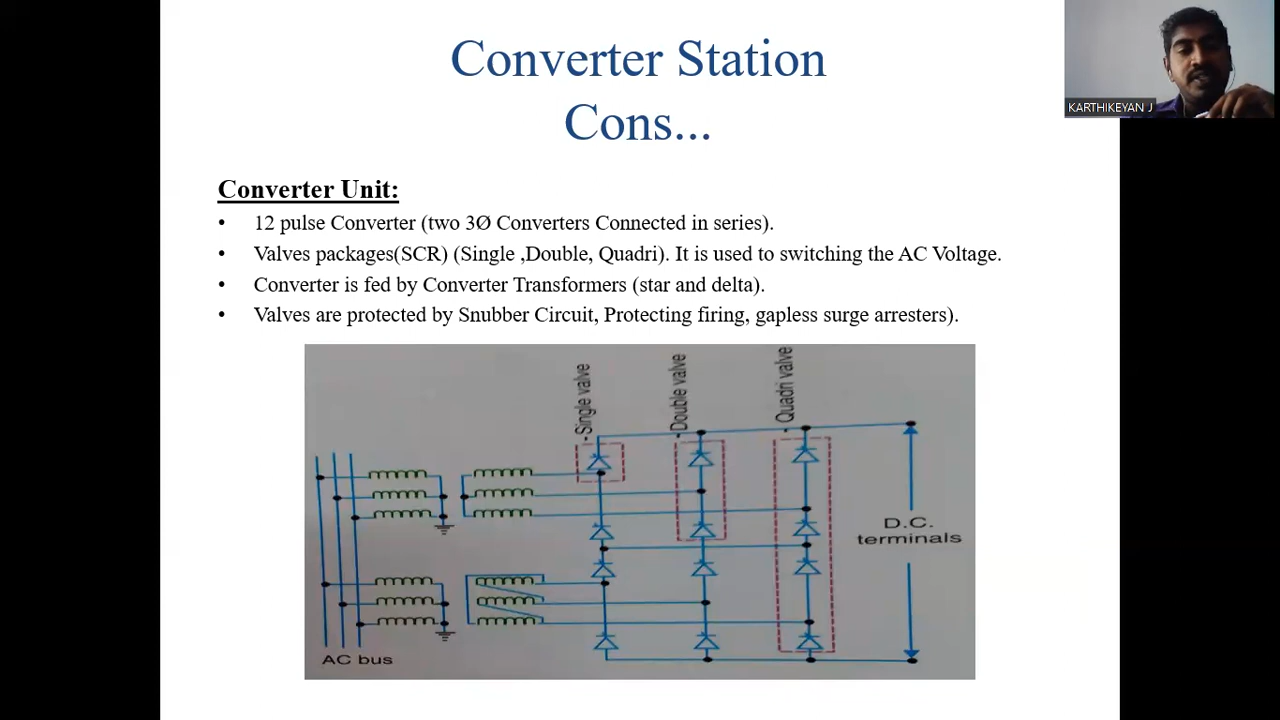 Converter Station
Cons...
KARTHIKEYAN J
Converter Unit:
• 12 pulse Converter (two 3Ø Converters Connected in series).
• Valves packages(SCR) (Single ,Double, Quadri). It is used to switching the AC Voltage.
• Converter is fed by Converter Transformers (star and delta).
• Valves are protected by Snubber Circuit, Protecting firing, gapless surge arresters).
Single valve
Double valve
Quadri valve
D.C.
terminals
AC bus